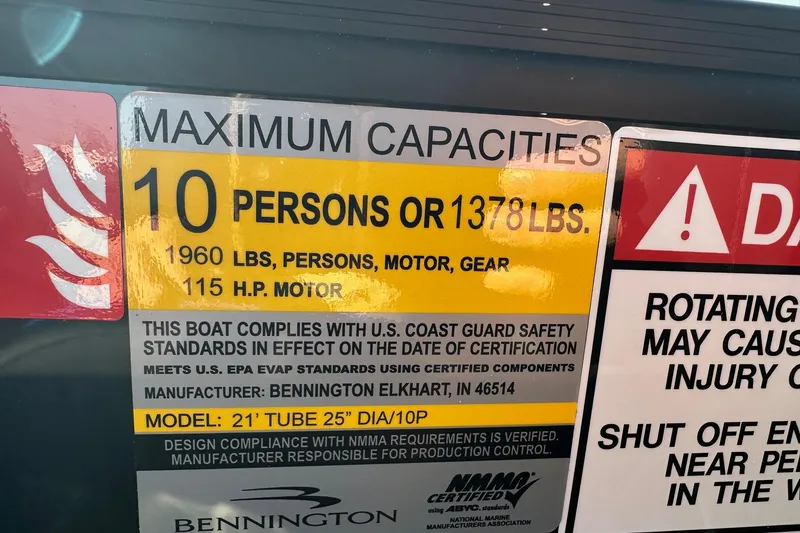 MAXIMUM CAPACITIES
10 PERSONS OR 1378 LBS.
1960 LBS, PERSONS, MOTOR, GEAR
115 H.P. MOTOR
THIS BOAT COMPLIES WITH U.S. COAST GUARD SAFETY
STANDARDS IN EFFECT ON THE DATE OF CERTIFICATION
MEETS U.S. EPA EVAP STANDARDS USING CERTIFIED COMPONENTS
MANUFACTURER: BENNINGTON ELKHART, IN 46514
MODEL: 21' TUBE 25" DIA/10P
DESIGN COMPLIANCE WITH NMMA REQUIREMENTS IS VERIFIED.
MANUFACTURER RESPONSIBLE FOR PRODUCTION CONTROL.
BENNINGTON
NMMA
CERTIFIED
using ABYC standards
NATIONAL MARINE
MANUFACTURERS ASSOCIATION
ROTATING
MAY
INJURY
SHUT OFF
NEAR
IN THE